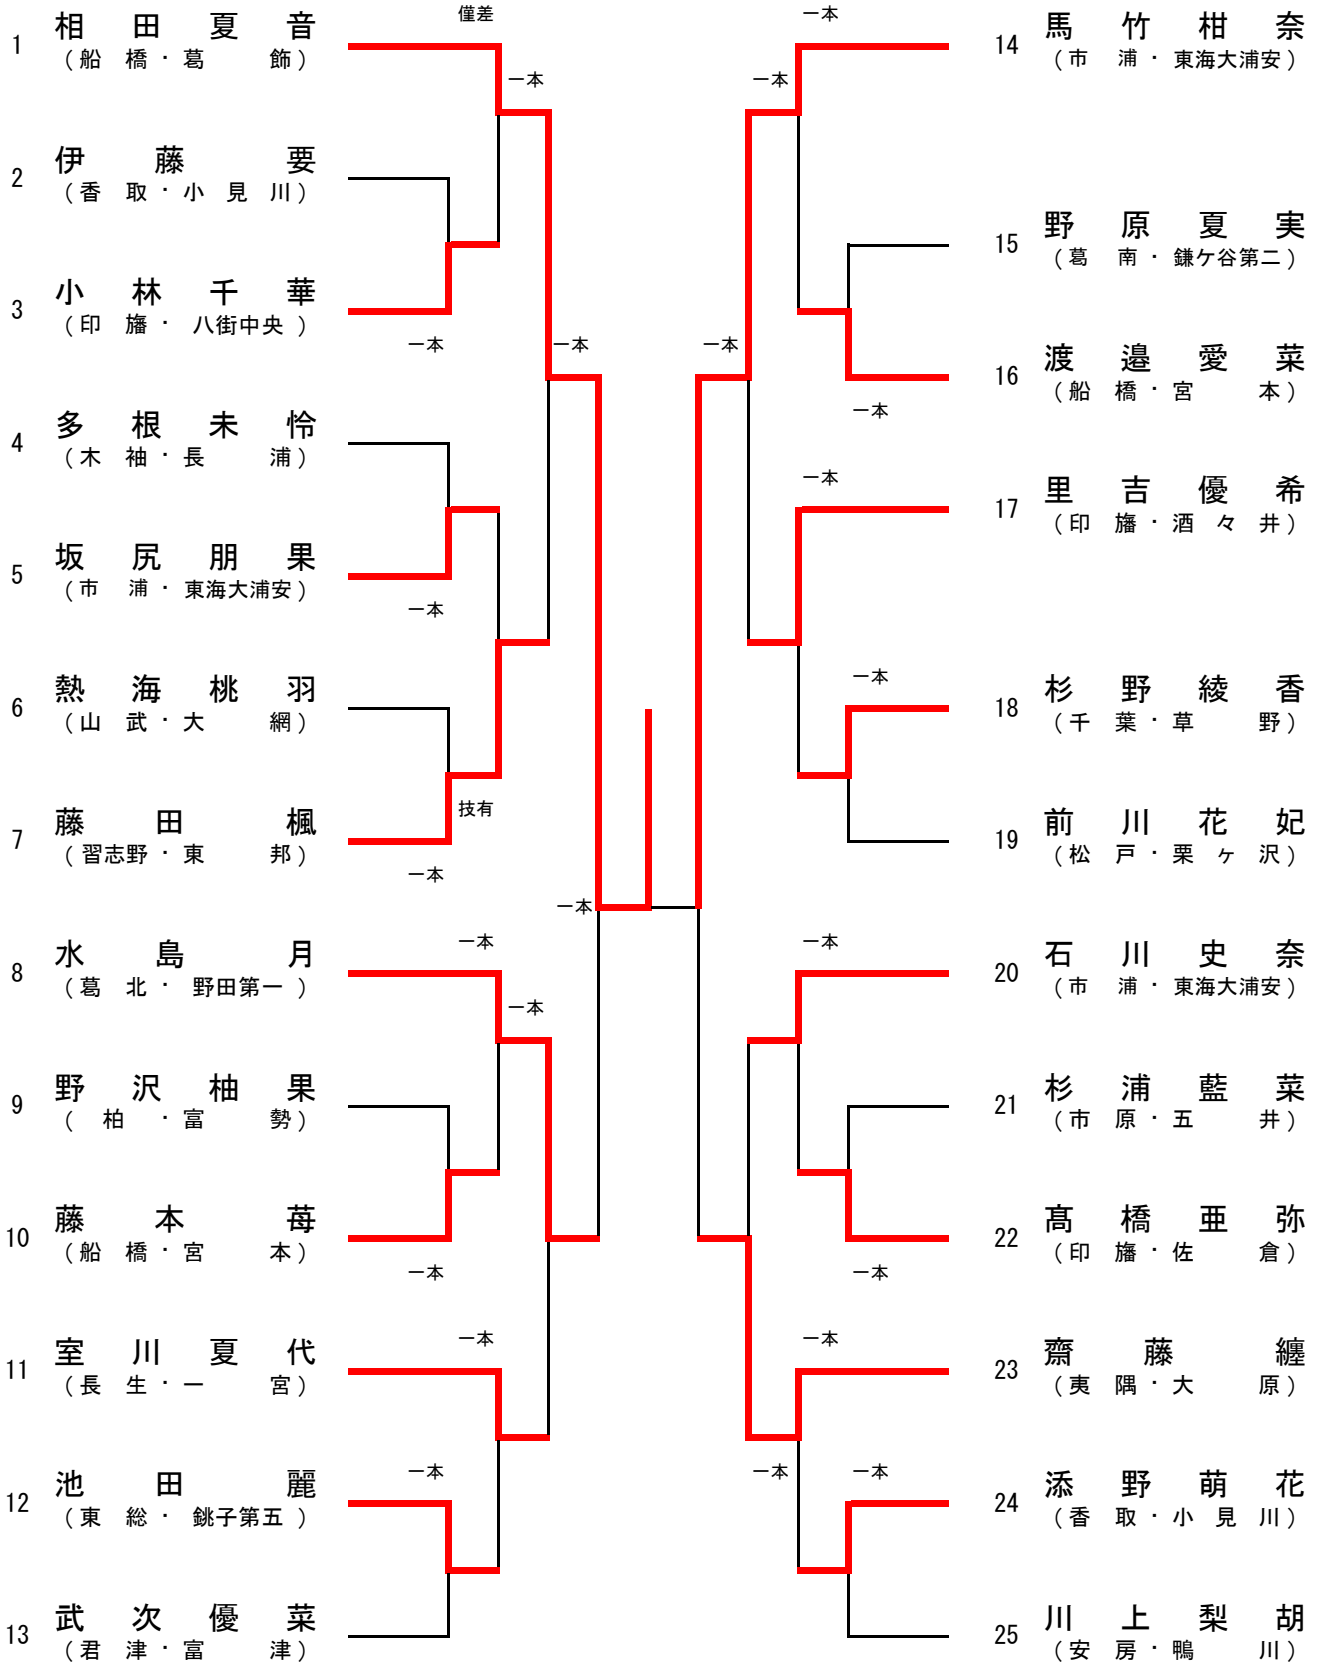 1 相田夏音
(船橋・葛飾)
僅差
一本
2 伊藤要
(香取・小見川)
3 小林千華
(印旛・八街中央)
一本
一本
4 多根未怜
(木袖・長浦)
5 坂尻朋果
(市浦・東海大浦安)
一本
6 熱海桃羽
(山武・大網)
7 藤田楓
(習志野・東邦)
技有
一本
一本
8 水島月
(葛北・野田第一)
一本
一本
9 野沢柚果
(柏・富勢)
10 藤本苺
(船橋・宮本)
一本
11 室川夏代
(長生・一宮)
一本
12 池田麗
(東総・銚子第五)
一本
13 武次優菜
(君津・富津)
14 馬竹柑奈
(市浦・東海大浦安)
一本
一本
15 野原夏実
(葛南・鎌ケ谷第二)
16 渡邉愛菜
(船橋・宮本)
一本
一本
17 里吉優希
(印旛・酒々井)
一本
18 杉野綾香
(千葉・草野)
一本
19 前川花妃
(松戸・栗ヶ沢)
20 石川史奈
(市浦・東海大浦安)
一本
21 杉浦藍菜
(市原・五井)
22 髙橋亜弥
(印旛・佐倉)
一本
23 齋藤纏
(夷隅・大原)
一本
一本
24 添野萌花
(香取・小見川)
一本
25 川上梨胡
(安房・鴨川)